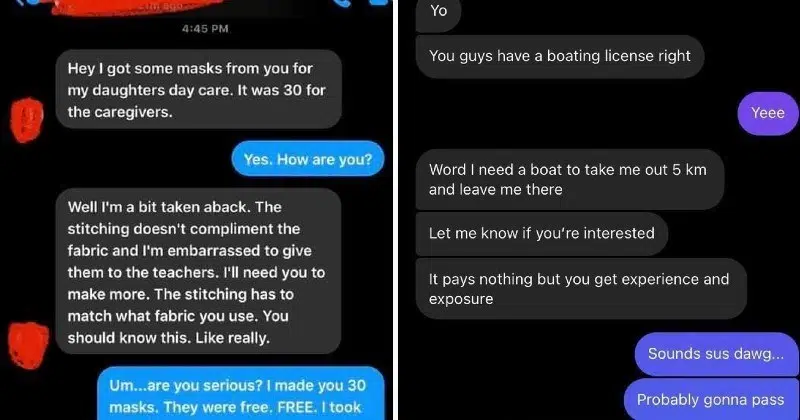 4:45 PM
Hey I got some masks from you for
my daughters day care. It was 30 for
the caregivers.
Yes. How are you?
Well I'm a bit taken aback. The
stitching doesn't compliment the
fabric and I'm embarrassed to give
them to the teachers. I'll need you to
make more. The stitching has to
match what fabric you use. You
should know this. Like really.
Um...are you serious? I made you 30
masks. They were free. FREE. I took
Yo
You guys have a boating license right
Yeee
Word I need a boat to take me out 5 km
and leave me there
Let me know if you’re interested
It pays nothing but you get experience and
exposure
Sounds sus dawg...
Probably gonna pass